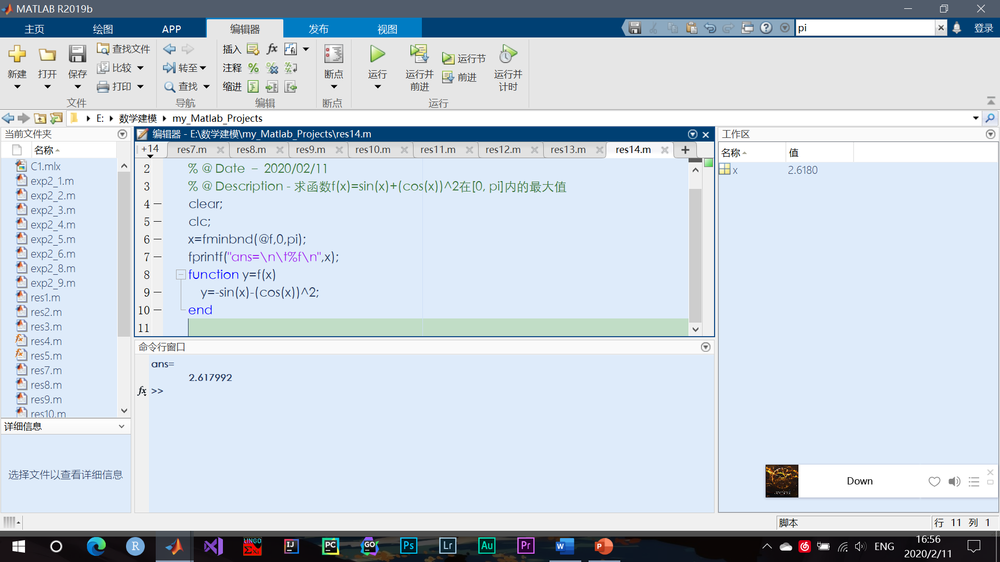 MATLAB R2019b
主页 绘图 APP 编辑器 发布 视图
pi
登录
新建 打开 保存 查找文件 比较 打印
文件
转至 查找
导航
插入 注释 缩进
编辑
断点
断点
运行 运行并前进 运行节 前进 运行并计时
运行
E: 数学建模 my_Matlab_Projects
当前文件夹
名称
C1.mlx
exp2_1.m
exp2_2.m
exp2_3.m
exp2_4.m
exp2_5.m
exp2_6.m
exp2_8.m
exp2_9.m
res1.m
res2.m
res3.m
res4.m
res5.m
res7.m
res8.m
res9.m
res10.m
详细信息
选择文件以查看详细信息
编辑器 - E:\数学建模\my_Matlab_Projects\res14.m
+14 res7.m res8.m res9.m res10.m res11.m res12.m res13.m res14.m
2 % @ Date – 2020/02/11
3 % @ Description - 求函数f(x)=sin(x)+(cos(x))^2在[0, pi]内的最大值
4 clear;
5 clc;
6 x=fminbnd(@f,0,pi);
7 fprintf("ans=\n\t%f\n",x);
8 function y=f(x)
9 y=-sin(x)-(cos(x))^2;
10 end
11
命令行窗口
ans=
2.617992
fx >>
工作区
名称 值
x 2.6180
Down
脚本
行 11 列 1
R LINGO IJ PC GO Ps Lr Au Pr W P
ENG
16:56
2020/2/11